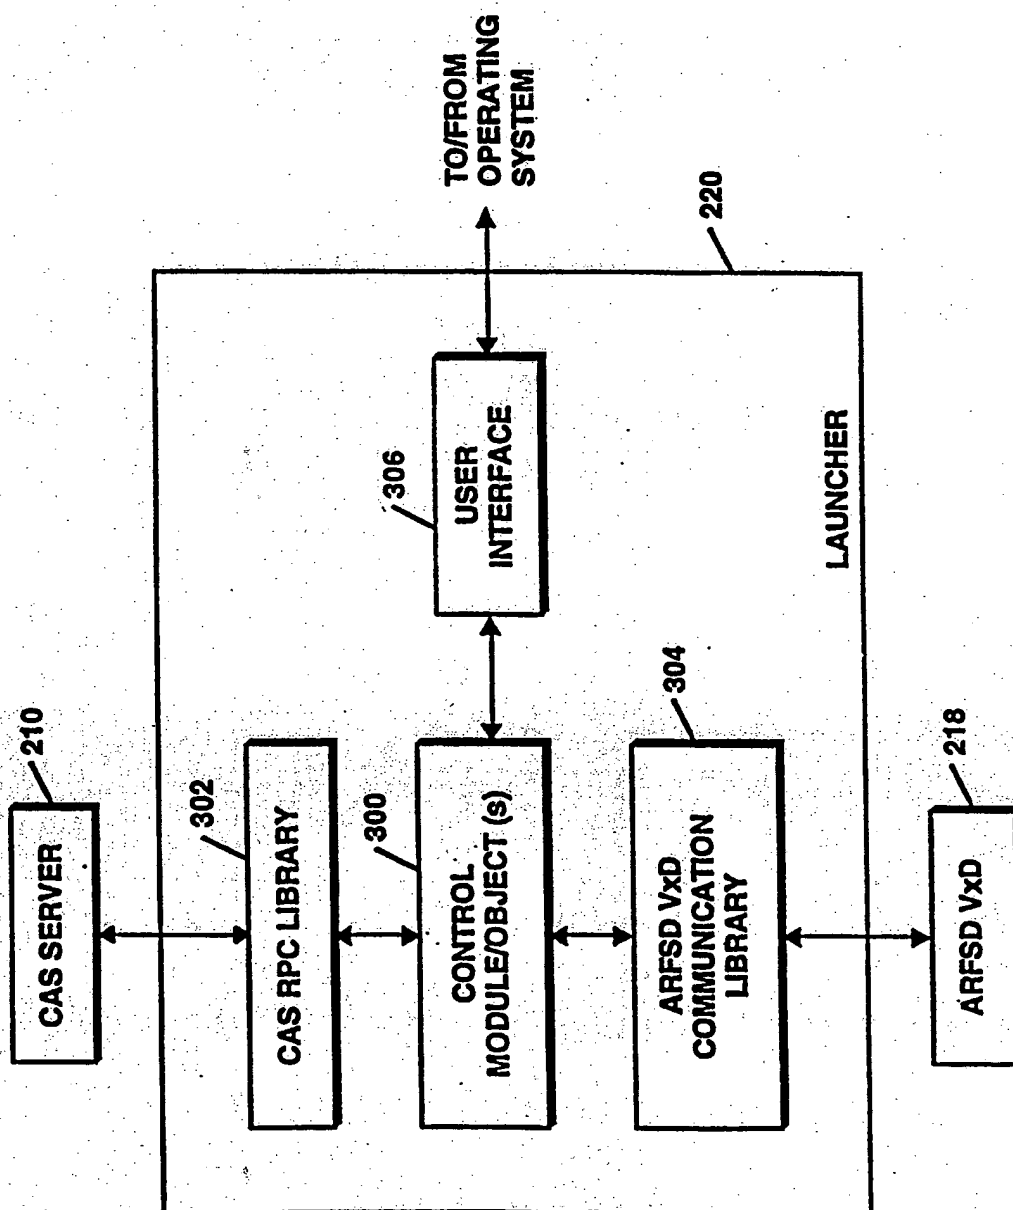 CAS SERVER
210
302
CAS RPC LIBRARY
300
CONTROL
MODULE/OBJECT (s)
304
ARFSD VxD
COMMUNICATION
LIBRARY
306
USER
INTERFACE
TO/FROM
OPERATING
SYSTEM
220
LAUNCHER
218
ARFSD VxD